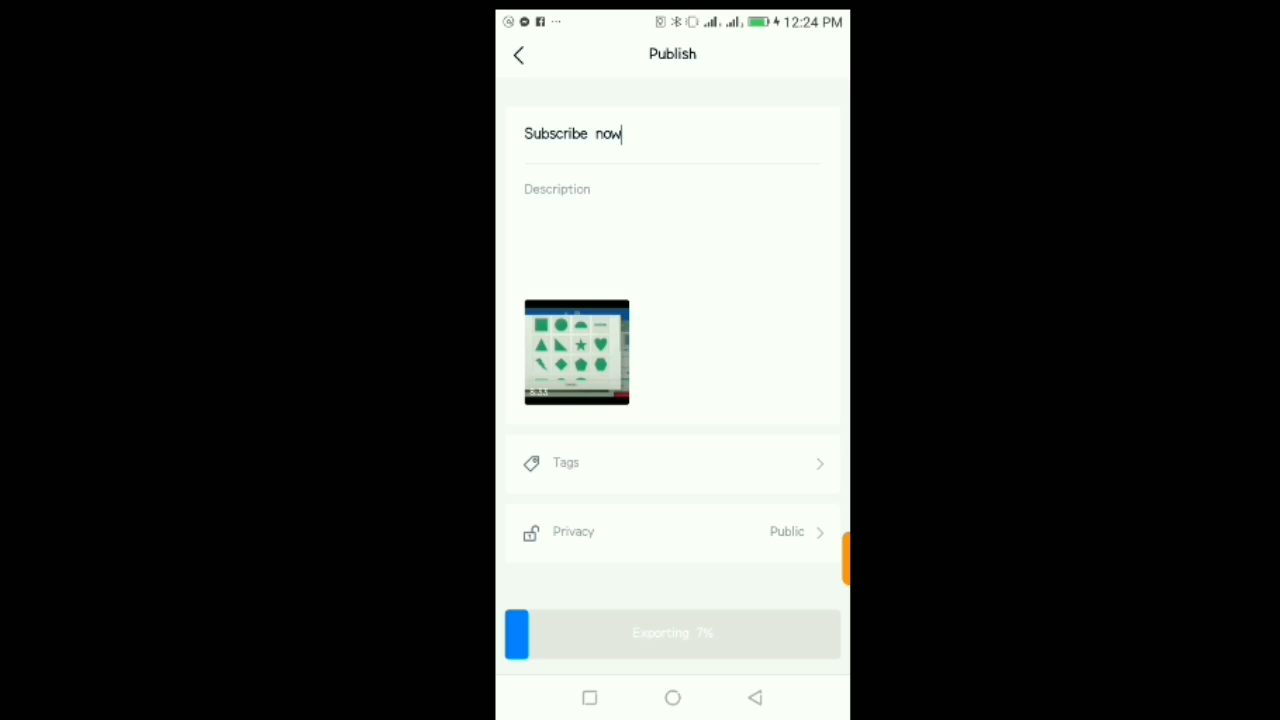 12:24 PM
Publish
Subscribe now
Description
Tags
Privacy
Public
Exporting 7%